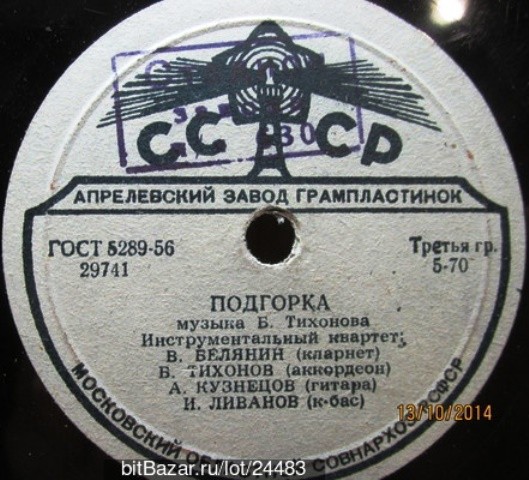 СССР
30
АПРЕЛЕВСКИЙ ЗАВОД ГРАМПЛАСТИНОК
ГОСТ 5289-56
29741
Третья гр.
5-70
ПОДГОРКА
музыка Б. Тихонова
Инструментальный квартет:
В. БЕЛЯНИН (кларнет)
Б. ТИХОНОВ (аккордеон)
А. КУЗНЕЦОВ (гитара)
И. ЛИВАНОВ (к-бас)
МОСКОВСКИЙ СОВНАРХОЗ РСФСР
13/10/2014
bitBazar.ru/lot/24483